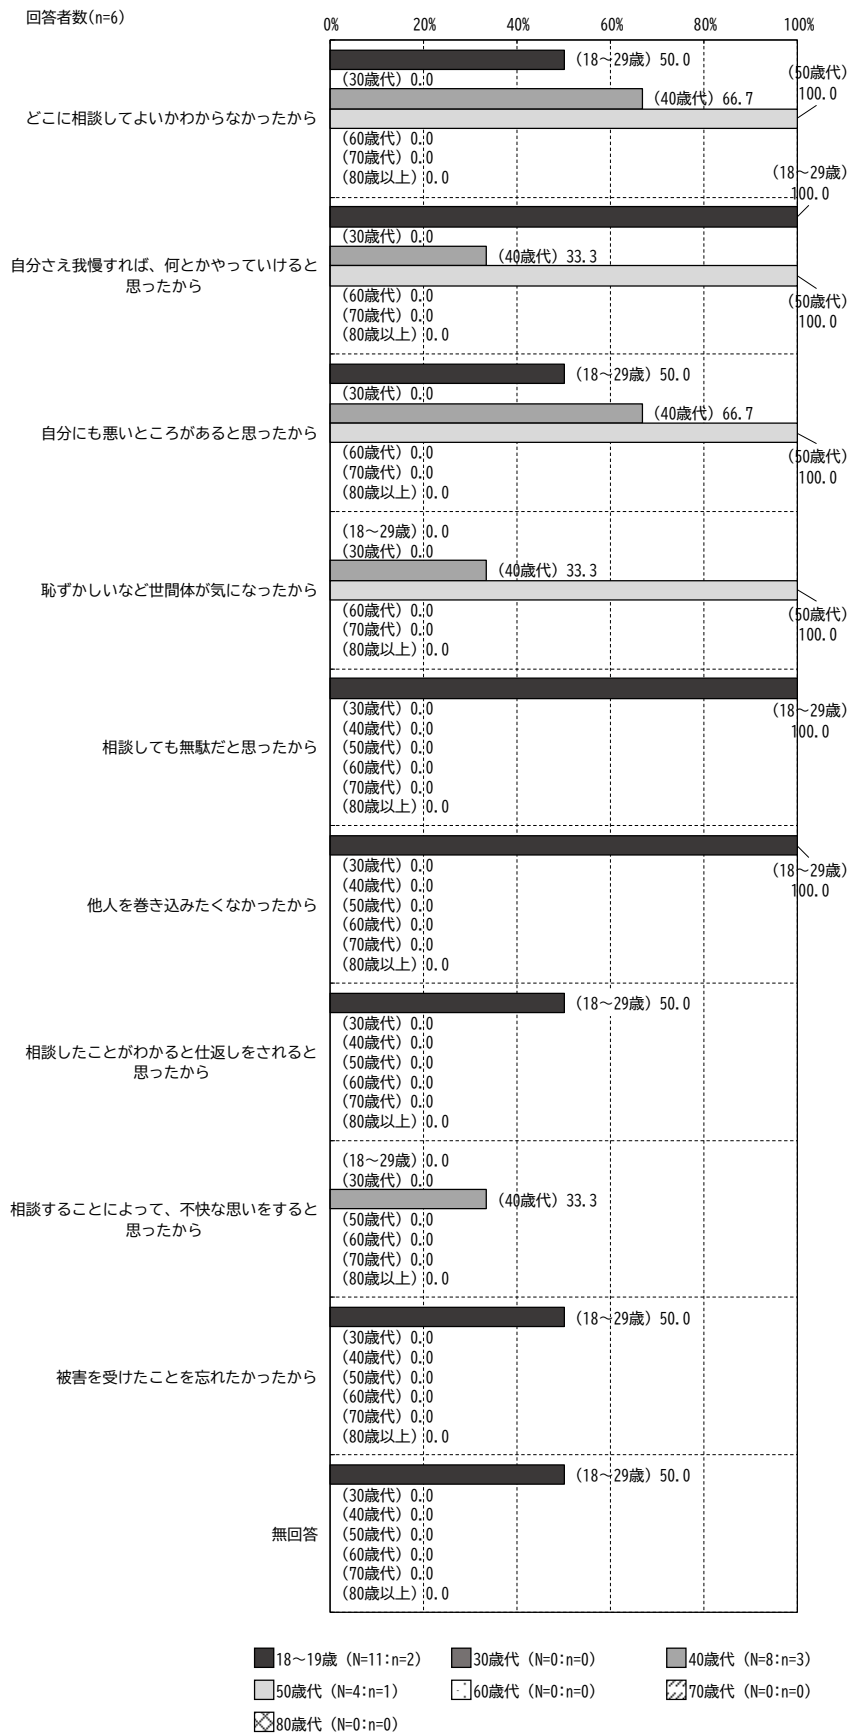 回答者数(n=6)
0% 20% 40% 60% 80% 100%
どこに相談してよいかわからなかったから
(18～29歳) 50.0
(30歳代) 0.0
(40歳代) 66.7
(50歳代)
100.0
(60歳代) 0.0
(70歳代) 0.0
(80歳以上) 0.0
自分さえ我慢すれば、何とかやっていけると
思ったから
(18～29歳)
100.0
(30歳代) 0.0
(40歳代) 33.3
(50歳代)
100.0
(60歳代) 0.0
(70歳代) 0.0
(80歳以上) 0.0
自分にも悪いところがあると思ったから
(18～29歳) 50.0
(30歳代) 0.0
(40歳代) 66.7
(50歳代)
100.0
(60歳代) 0.0
(70歳代) 0.0
(80歳以上) 0.0
恥ずかしいなど世間体が気になったから
(18～29歳) 0.0
(30歳代) 0.0
(40歳代) 33.3
(50歳代)
100.0
(60歳代) 0.0
(70歳代) 0.0
(80歳以上) 0.0
相談しても無駄だと思ったから
(18～29歳)
100.0
(30歳代) 0.0
(40歳代) 0.0
(50歳代) 0.0
(60歳代) 0.0
(70歳代) 0.0
(80歳以上) 0.0
他人を巻き込みたくなかったから
(18～29歳)
100.0
(30歳代) 0.0
(40歳代) 0.0
(50歳代) 0.0
(60歳代) 0.0
(70歳代) 0.0
(80歳以上) 0.0
相談したことがわかると仕返しをされると
思ったから
(18～29歳) 50.0
(30歳代) 0.0
(40歳代) 0.0
(50歳代) 0.0
(60歳代) 0.0
(70歳代) 0.0
(80歳以上) 0.0
相談することによって、不快な思いをすると
思ったから
(18～29歳) 0.0
(30歳代) 0.0
(40歳代) 33.3
(50歳代) 0.0
(60歳代) 0.0
(70歳代) 0.0
(80歳以上) 0.0
被害を受けたことを忘れたかったから
(18～29歳) 50.0
(30歳代) 0.0
(40歳代) 0.0
(50歳代) 0.0
(60歳代) 0.0
(70歳代) 0.0
(80歳以上) 0.0
無回答
(18～29歳) 50.0
(30歳代) 0.0
(40歳代) 0.0
(50歳代) 0.0
(60歳代) 0.0
(70歳代) 0.0
(80歳以上) 0.0
18～19歳 (N=11:n=2) 30歳代 (N=0:n=0) 40歳代 (N=8:n=3)
50歳代 (N=4:n=1) 60歳代 (N=0:n=0) 70歳代 (N=0:n=0)
80歳代 (N=0:n=0)